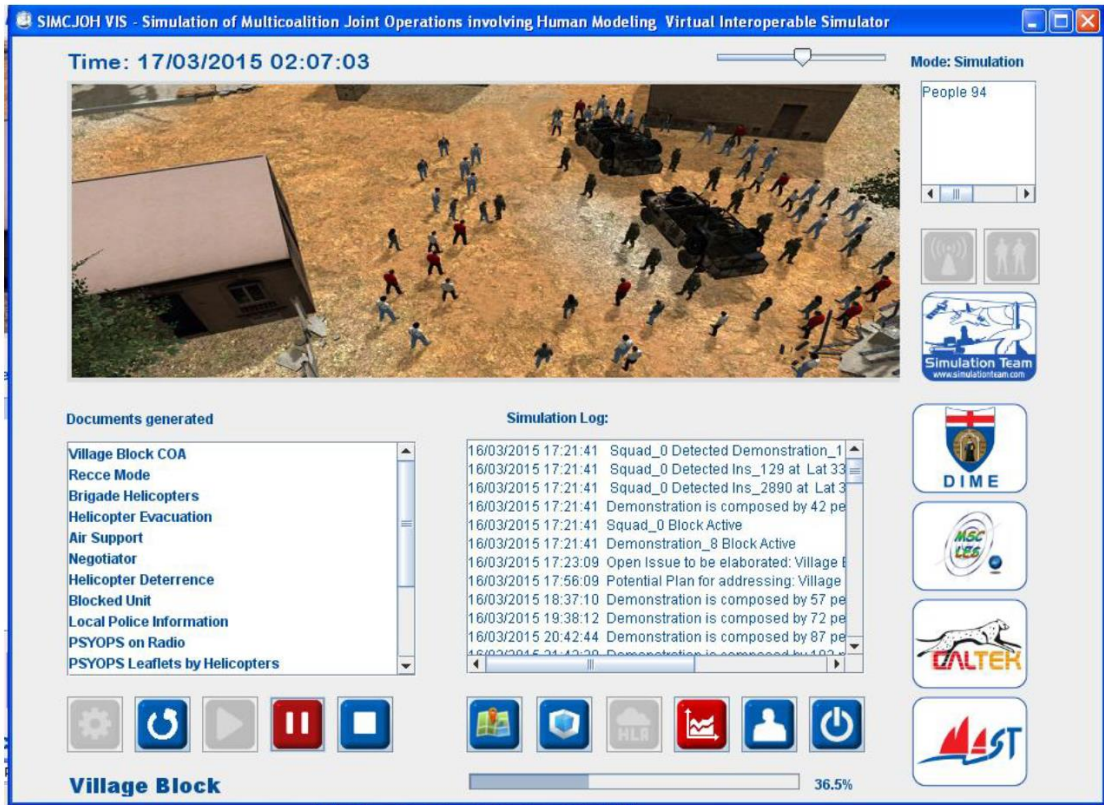 SIMCJOH VIS - Simulation of Multicoalition Joint Operations involving Human Modeling Virtual Interoperable Simulator
Time: 17/03/2015 02:07:03
Mode: Simulation
People 94
Simulation Team
www.simulationteam.com
Documents generated
Village Block COA
Recce Mode
Brigade Helicopters
Helicopter Evacuation
Air Support
Negotiator
Helicopter Deterrence
Blocked Unit
Local Police Information
PSYOPS on Radio
PSYOPS Leaflets by Helicopters
Simulation Log:
16/03/2015 17:21:41 Squad_0 Detected Demonstration_1
16/03/2015 17:21:41 Squad_0 Detected Ins_129 at Lat 33
16/03/2015 17:21:41 Squad_0 Detected Ins_2890 at Lat 3
16/03/2015 17:21:41 Demonstration is composed by 42 pe
16/03/2015 17:21:41 Squad_0 Block Active
16/03/2015 17:21:41 Demonstration_8 Block Active
16/03/2015 17:23:09 Open Issue to be elaborated: Village
16/03/2015 17:56:09 Potential Plan for addressing: Village
16/03/2015 18:37:10 Demonstration is composed by 57 pe
16/03/2015 19:38:12 Demonstration is composed by 72 pe
16/03/2015 20:42:44 Demonstration is composed by 87 pe
DIME
MSC
LES
CALTEK
MAST
HLR
Village Block
36.5%